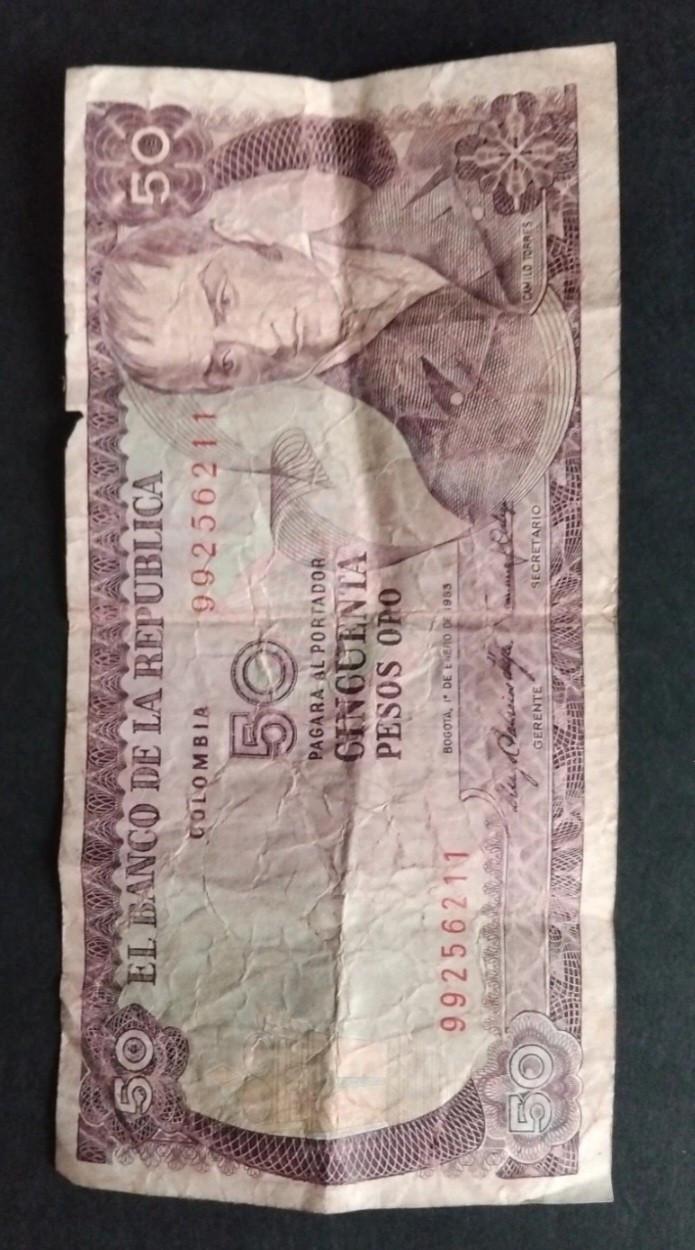 50
EL BANCO DE LA REPUBLICA
COLOMBIA
99256211
50
PAGARA AL PORTADOR
CINCUENTA
PESOS ORO
BOGOTA, 1º DE ENERO DE 1983
99256211
GERENTE
SECRETARIO
CAMILO TORRES
50
50